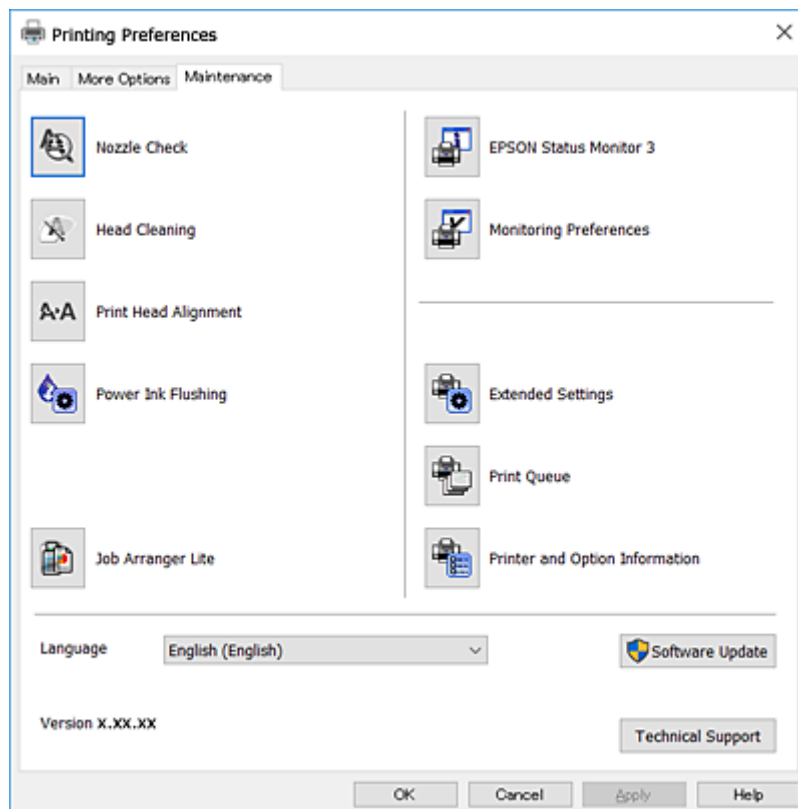 Printing Preferences
Main More Options Maintenance
Nozzle Check
Head Cleaning
A·A Print Head Alignment
Power Ink Flushing
Job Arranger Lite
EPSON Status Monitor 3
Monitoring Preferences
Extended Settings
Print Queue
Printer and Option Information
Language English (English) Software Update
Version X.XX.XX
Technical Support
OK Cancel Apply Help